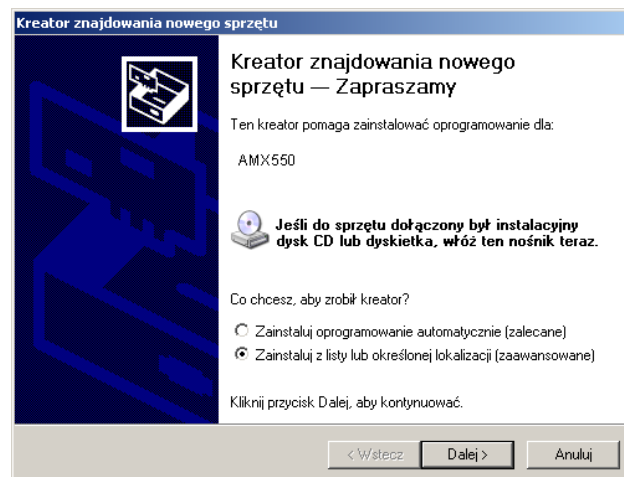 Kreator znajdowania nowego sprzętu
Kreator znajdowania nowego
sprzętu — Zapraszamy
Ten kreator pomaga zainstalować oprogramowanie dla:
AMX550
Jeśli do sprzętu dołączony był instalacyjny
dysk CD lub dyskietka, włóż ten nośnik teraz.
Co chcesz, aby zrobił kreator?
Zainstaluj oprogramowanie automatycznie (zalecane)
Zainstaluj z listy lub określonej lokalizacji (zaawansowane)
Kliknij przycisk Dalej, aby kontynuować.
< Wstecz Dalej > Anuluj